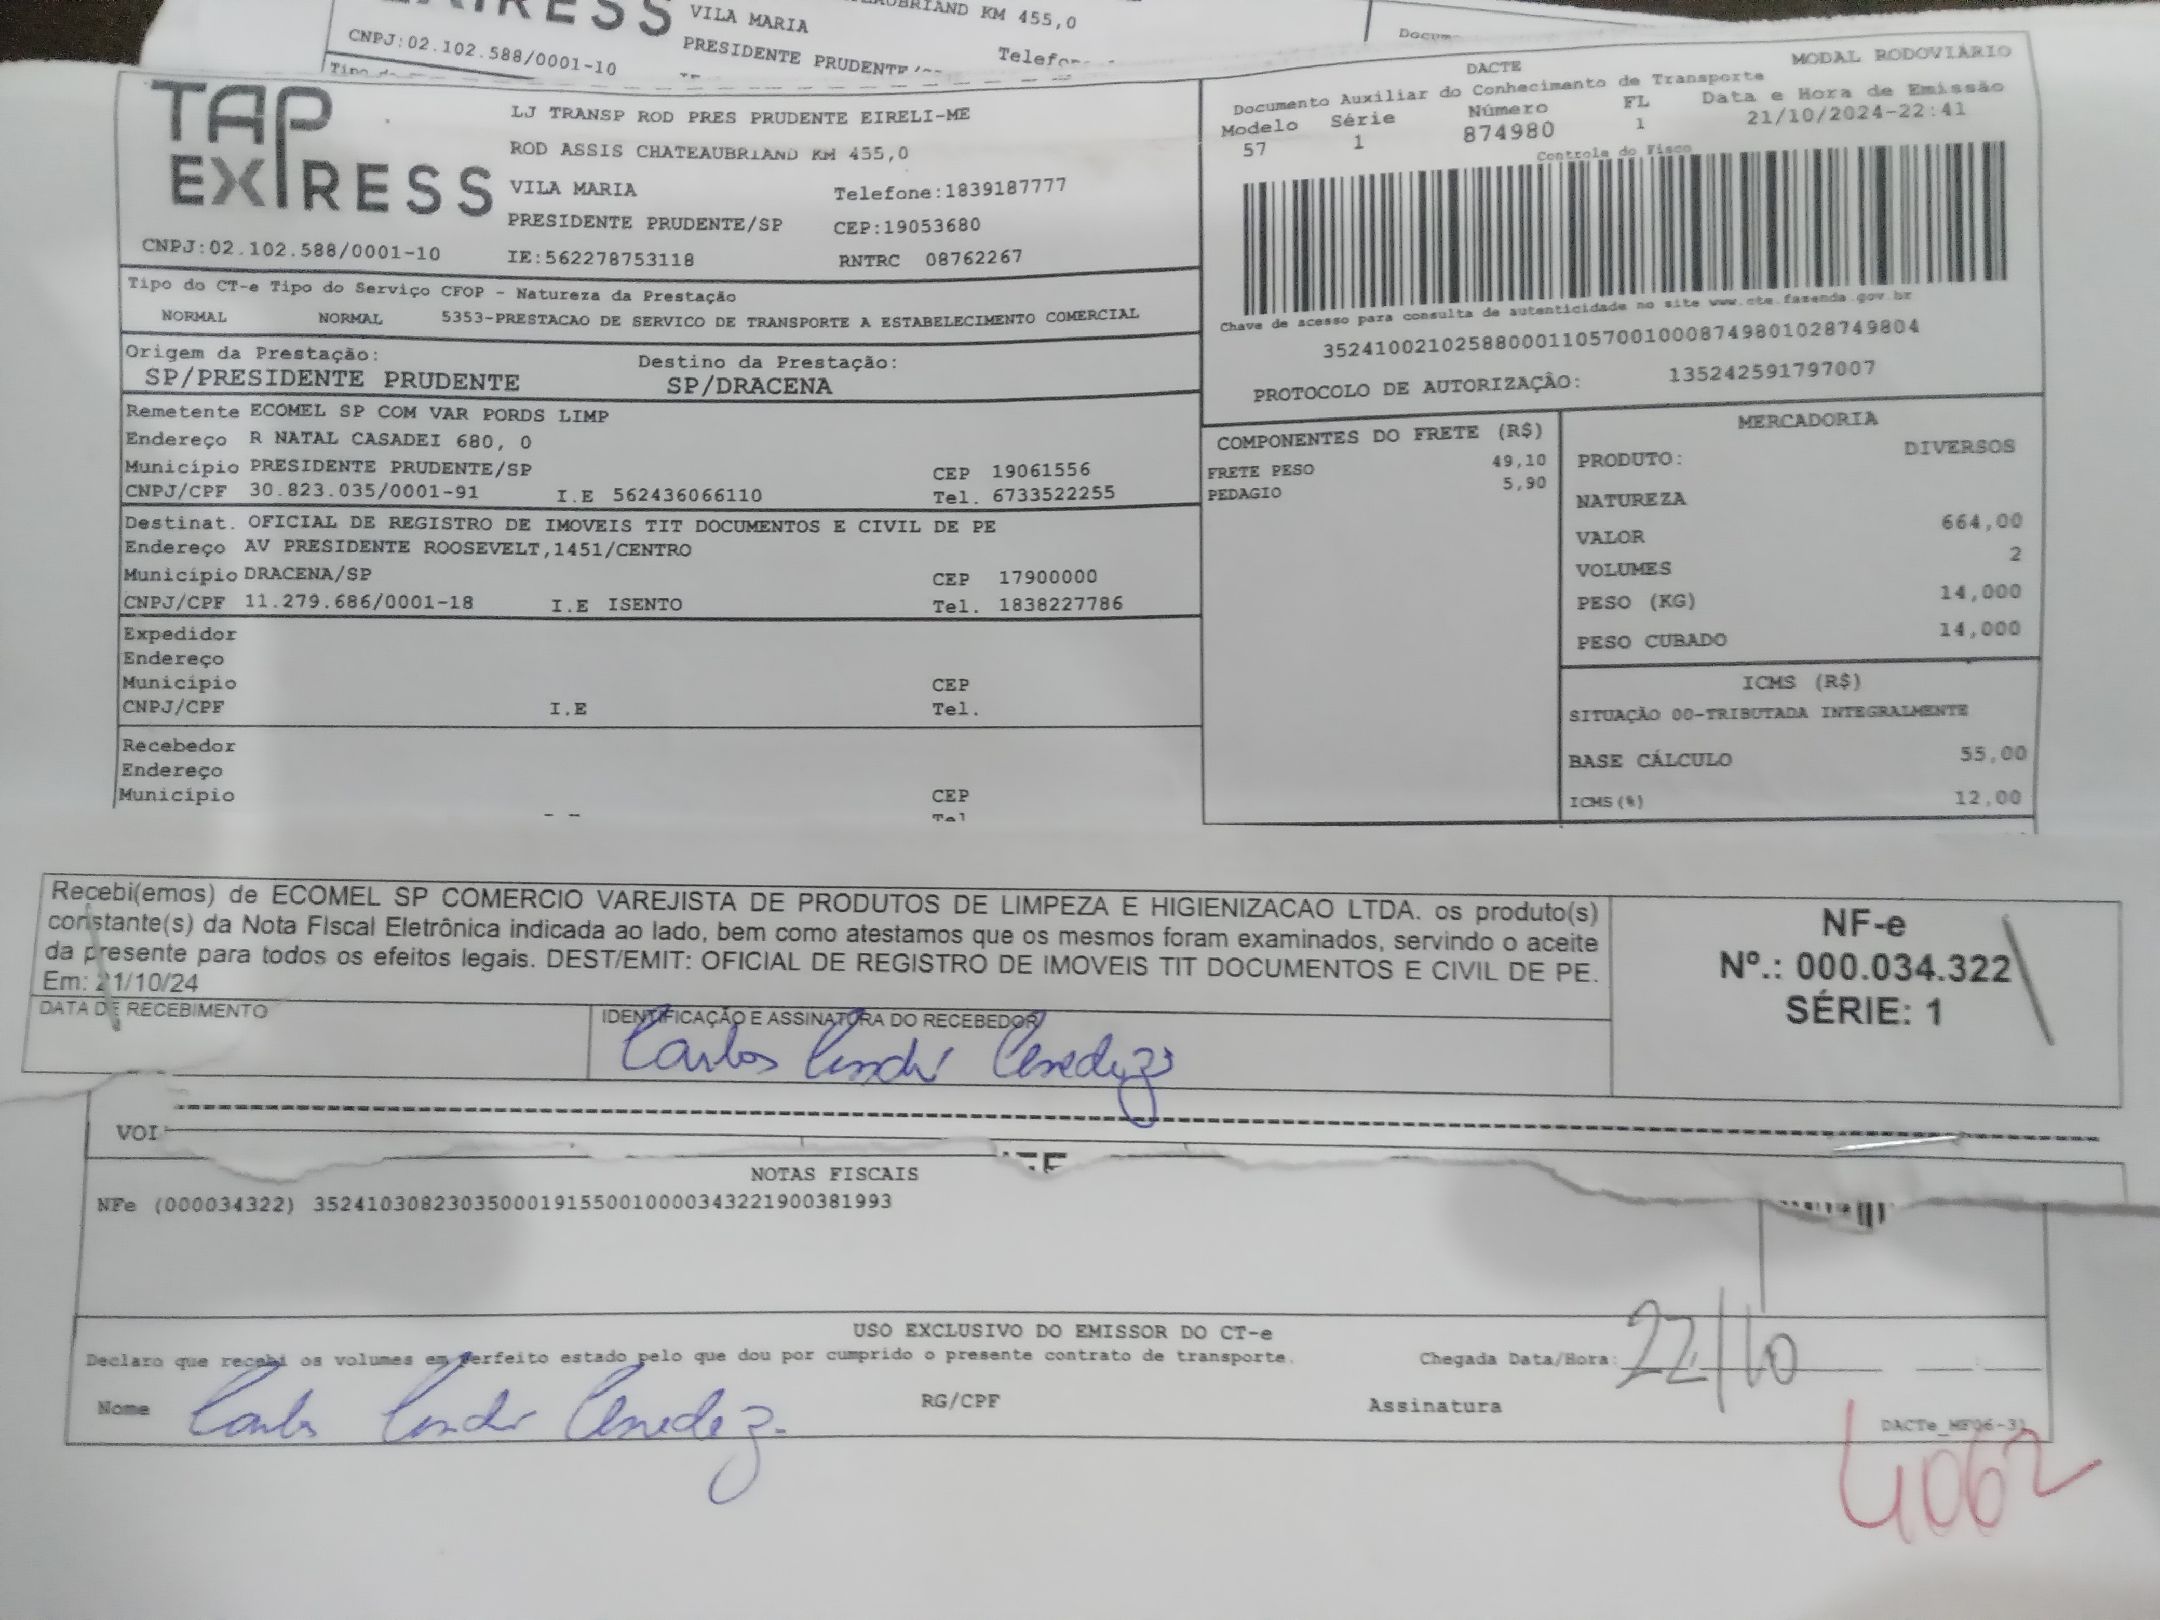 EXPRESS VILA MARIA KM 455,0
CNPJ:02.102.588/0001-10 PRESIDENTE PRUDENTE
TAP EXPRESS
LJ TRANSP ROD PRES PRUDENTE EIRELI-ME
ROD ASSIS CHATEAUBRIAND KM 455,0
VILA MARIA Telefone:1839187777
PRESIDENTE PRUDENTE/SP CEP:19053680
CNPJ:02.102.588/0001-10 IE:562278753118 RNTRC 08762267
DACTE MODAL RODOVIÁRIO
Documento Auxiliar do Conhecimento de Transporte
Modelo Série Número FL Data e Hora de Emissão
57 1 874980 1 21/10/2024-22:41
Controle do Fisco
Chave de acesso para consulta de autenticidade no site www.cte.fazenda.gov.br
35241002102588000110570010008749801028749804
PROTOCOLO DE AUTORIZAÇÃO: 135242591797007
Tipo do CT-e Tipo do Serviço CFOP - Natureza da Prestação
NORMAL NORMAL 5353-PRESTACAO DE SERVICO DE TRANSPORTE A ESTABELECIMENTO COMERCIAL
Origem da Prestação: Destino da Prestação:
SP/PRESIDENTE PRUDENTE SP/DRACENA
Remetente ECOMEL SP COM VAR PORDS LIMP
Endereço R NATAL CASADEI 680, 0
Município PRESIDENTE PRUDENTE/SP CEP 19061556
CNPJ/CPF 30.823.035/0001-91 I.E 562436066110 Tel. 6733522255
Destinat. OFICIAL DE REGISTRO DE IMOVEIS TIT DOCUMENTOS E CIVIL DE PE
Endereço AV PRESIDENTE ROOSEVELT,1451/CENTRO
Município DRACENA/SP CEP 17900000
CNPJ/CPF 11.279.686/0001-18 I.E ISENTO Tel. 1838227786
Expedidor
Endereço
Município CEP
CNPJ/CPF I.E Tel.
Recebedor
Endereço
Município CEP
Tel
COMPONENTES DO FRETE (R$)
FRETE PESO 49,10
PEDAGIO 5,90
MERCADORIA
PRODUTO: DIVERSOS
NATUREZA
VALOR 664,00
VOLUMES 2
PESO (KG) 14,000
PESO CUBADO 14,000
ICMS (R$)
SITUAÇÃO 00-TRIBUTADA INTEGRALMENTE
BASE CÁLCULO 55,00
ICMS(%) 12,00
Recebi(emos) de ECOMEL SP COMERCIO VAREJISTA DE PRODUTOS DE LIMPEZA E HIGIENIZACAO LTDA. os produto(s)
constante(s) da Nota Fiscal Eletrônica indicada ao lado, bem como atestamos que os mesmos foram examinados, servindo o aceite
da presente para todos os efeitos legais. DEST/EMIT: OFICIAL DE REGISTRO DE IMOVEIS TIT DOCUMENTOS E CIVIL DE PE.
Em: 21/10/24
DATA DE RECEBIMENTO IDENTIFICAÇÃO E ASSINATURA DO RECEBEDOR
Carlos
NF-e
Nº.: 000.034.322
SÉRIE: 1
NOTAS FISCAIS
NFe (000034322) 35241030823035000191550010000343221900381993
USO EXCLUSIVO DO EMISSOR DO CT-e
Declaro que recebi os volumes em perfeito estado pelo que dou por cumprido o presente contrato de transporte. Chegada Data/Hora: 22/10
Nome Carlos RG/CPF Assinatura
4062